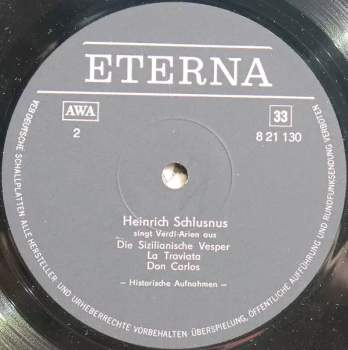 ETERNA
AWA
33
2
8 21 130
Heinrich Schlusnus
singt Verdi-Arien aus
Die Sizilianische Vesper
La Traviata
Don Carlos
- Historische Aufnahmen -
VEB DEUTSCHE SCHALLPLATTEN ALLE HERSTELLER UND URHEBERRECHTE VORBEHALTEN ÜBERSPIELUNG, ÖFFENTLICHE AUFFÜHRUNG UND RUNDFUNKSENDUNG VERBOTEN